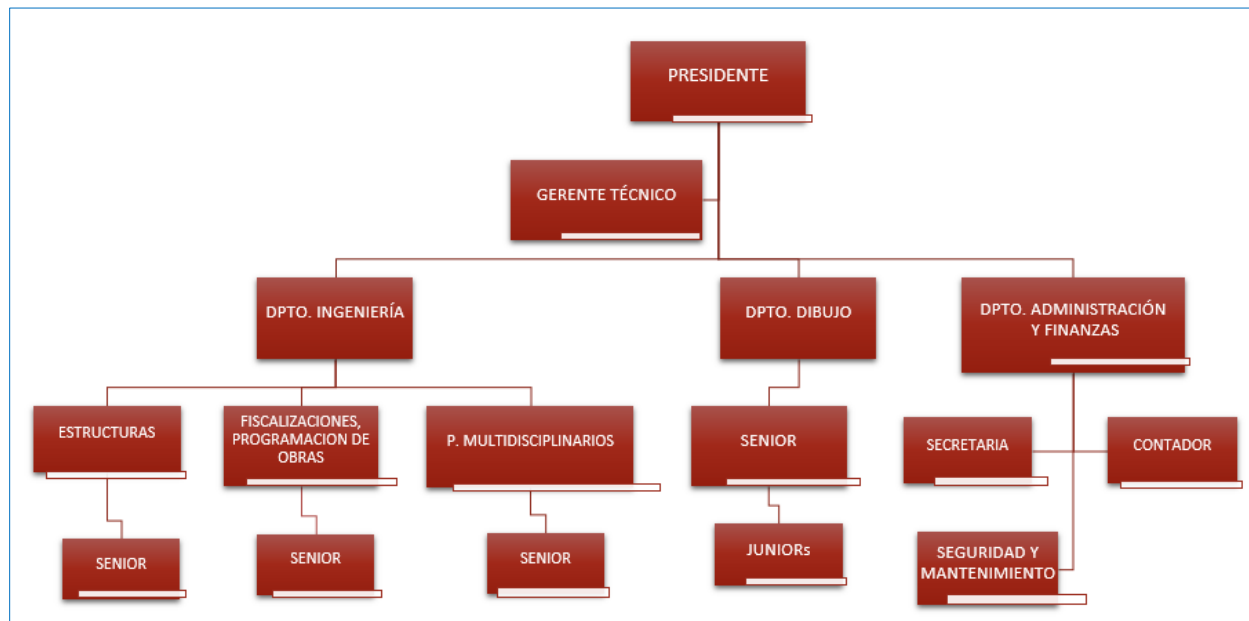 PRESIDENTE
GERENTE TÉCNICO
DPTO. INGENIERÍA
DPTO. DIBUJO
DPTO. ADMINISTRACIÓN
Y FINANZAS
ESTRUCTURAS
FISCALIZACIONES,
PROGRAMACION DE
OBRAS
P. MULTIDISCIPLINARIOS
SENIOR
SECRETARIA
CONTADOR
SENIOR
SENIOR
SENIOR
JUNIORs
SEGURIDAD Y
MANTENIMIENTO